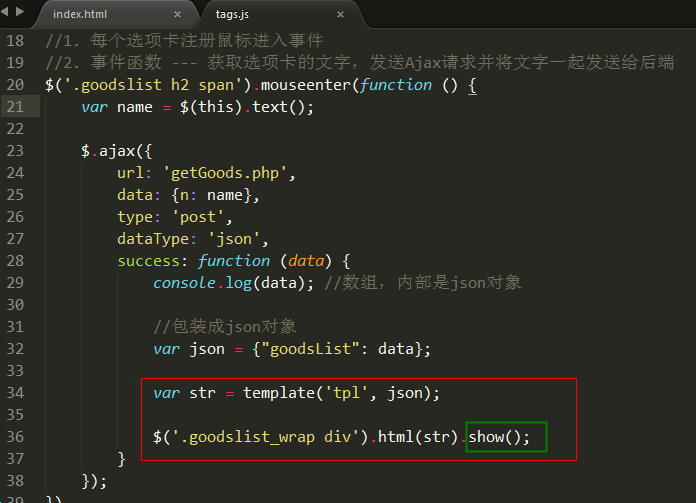 index.html × tags.js ×
18 //1. 每个选项卡注册鼠标进入事件
19 //2. 事件函数 --- 获取选项卡的文字，发送Ajax请求并将文字一起发送给后端
20 $('.goodslist h2 span').mouseenter(function () {
21     var name = $(this).text();
22
23     $.ajax({
24         url: 'getGoods.php',
25         data: {n: name},
26         type: 'post',
27         dataType: 'json',
28         success: function (data) {
29             console.log(data); //数组，内部是json对象
30
31             //包装成json对象
32             var json = {"goodsList": data};
33
34             var str = template('tpl', json);
35
36             $('.goodslist_wrap div').html(str).show();
37         }
38     });
39 })